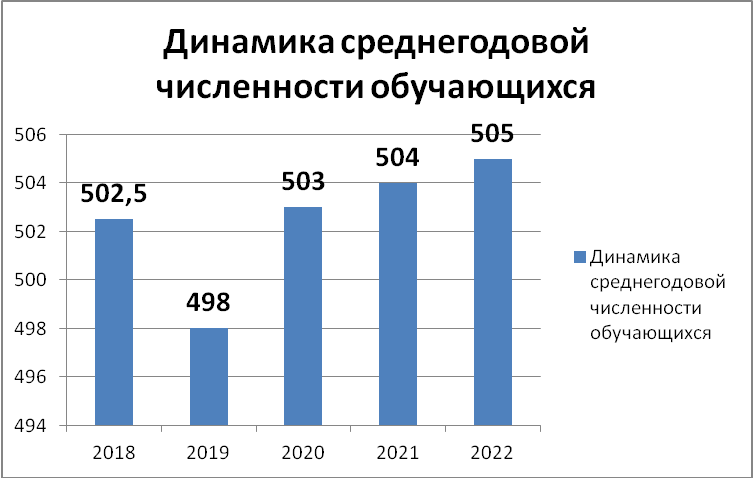 Динамика среднегодовой
численности обучающихся
506
504
502
500
498
496
494
502,5
498
503
504
505
2018
2019
2020
2021
2022
Динамика
среднегодовой
численности
обучающихся